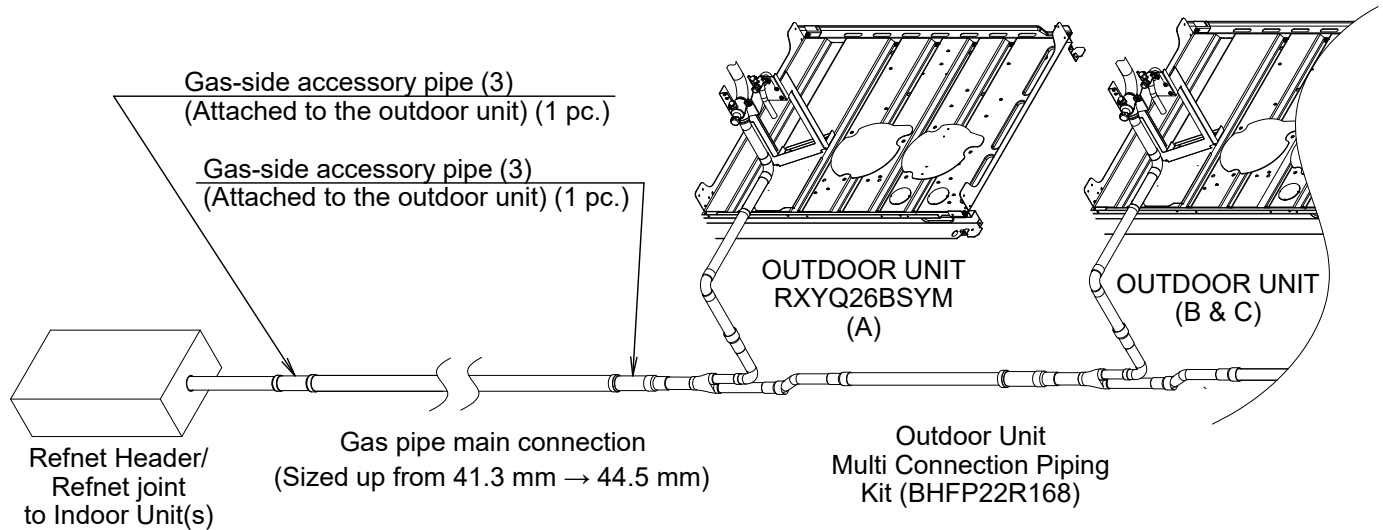 Gas-side accessory pipe (3)
(Attached to the outdoor unit) (1 pc.)
Gas-side accessory pipe (3)
(Attached to the outdoor unit) (1 pc.)
OUTDOOR UNIT
RXYQ26BSYM
(A)
OUTDOOR UNIT
(B & C)
Refnet Header/
Refnet joint
to Indoor Unit(s)
Gas pipe main connection
(Sized up from 41.3 mm → 44.5 mm)
Outdoor Unit
Multi Connection Piping
Kit (BHFP22R168)